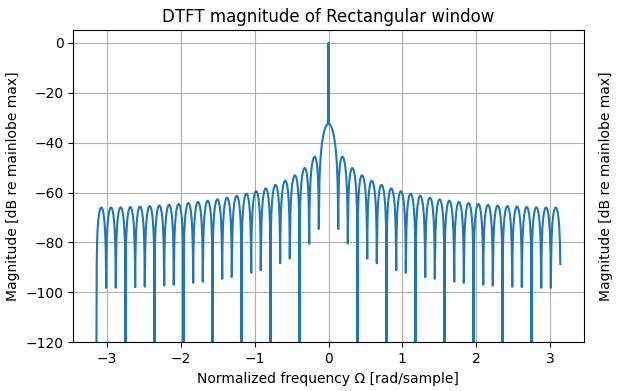 DTFT magnitude of Rectangular window
Magnitude [dB re mainlobe max]
0
−20
−40
−60
−80
−100
−120
−3 −2 −1 0 1 2 3
Normalized frequency Ω [rad/sample]
Magnitude [dB re mainlobe max]